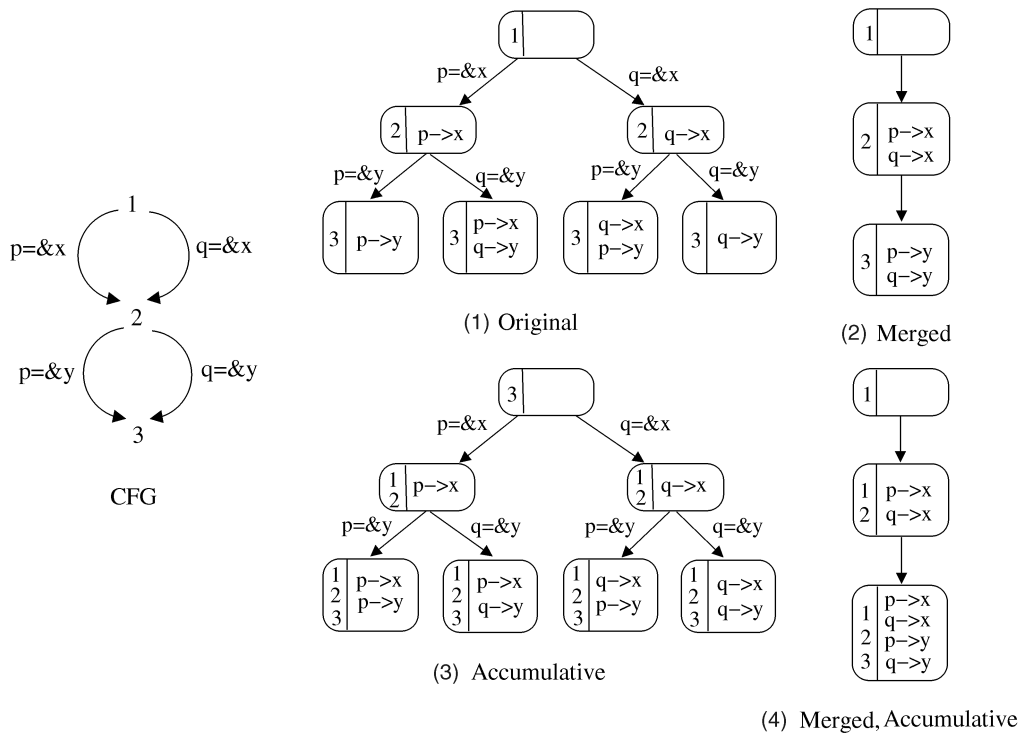 1
p=&x
q=&x
2
p=&y
q=&y
3
CFG
1
p=&x
q=&x
2
p−>x
2
q−>x
p=&y
q=&y
p=&y
q=&y
3
p−>y
3
p−>x
q−>y
3
q−>x
p−>y
3
q−>y
(1) Original
1
2
p−>x
q−>x
3
p−>y
q−>y
(2) Merged
3
p=&x
q=&x
1
2
p−>x
1
2
q−>x
p=&y
q=&y
p=&y
q=&y
1
2
3
p−>x
p−>y
1
2
3
p−>x
q−>y
1
2
3
q−>x
p−>y
1
2
3
q−>x
q−>y
(3) Accumulative
1
1
2
p−>x
q−>x
1
2
3
p−>x
q−>x
p−>y
q−>y
(4) Merged, Accumulative